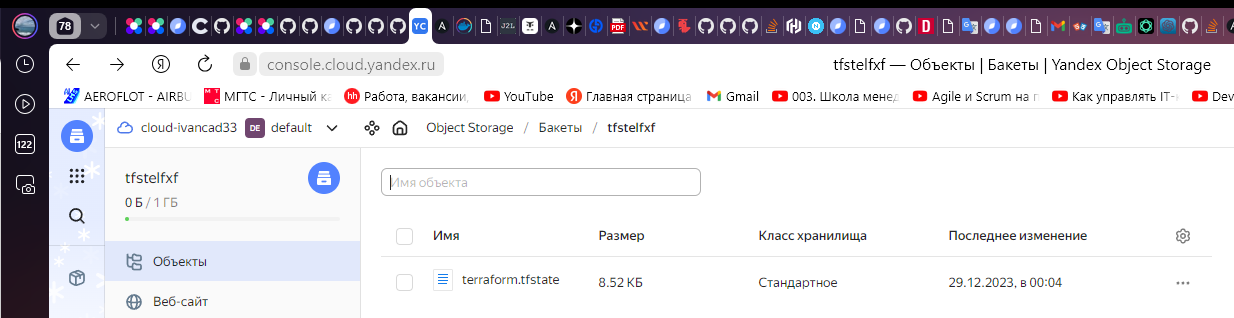 78
console.cloud.yandex.ru
tfstelfxf — Объекты | Бакеты | Yandex Object Storage
AEROFLOT - AIRBU
МГТС - Личный ка
Работа, вакансии,
YouTube
Главная страница
Gmail
003. Школа менед
Agile и Scrum на п
Как управлять IT-к
Dev
122
cloud-ivancad33
DE default
Object Storage / Бакеты / tfstelfxf
tfstelfxf
0 Б / 1 ГБ
Объекты
Веб-сайт
Имя объекта
Имя Размер Класс хранилища Последнее изменение
terraform.tfstate 8.52 КБ Стандартное 29.12.2023, в 00:04